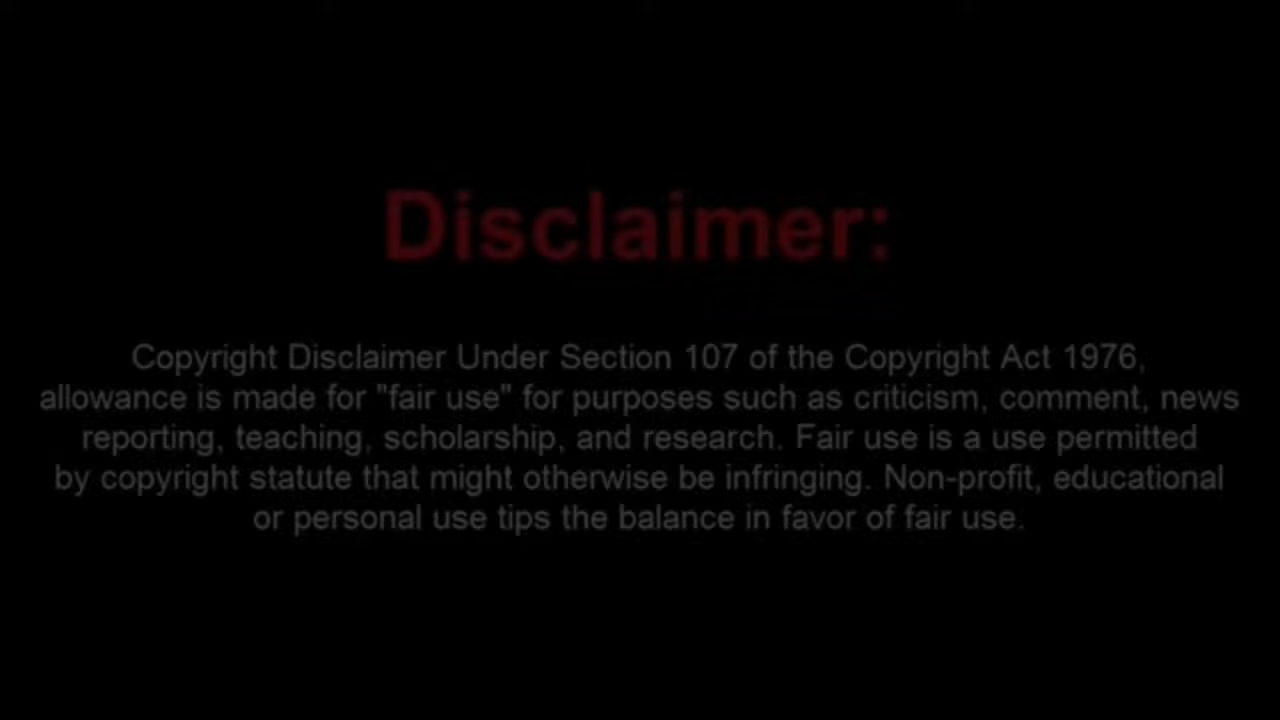 Disclaimer:
Copyright Disclaimer Under Section 107 of the Copyright Act 1976,
allowance is made for "fair use" for purposes such as criticism, comment, news
reporting, teaching, scholarship, and research. Fair use is a use permitted
by copyright statute that might otherwise be infringing. Non-profit, educational
or personal use tips the balance in favor of fair use.